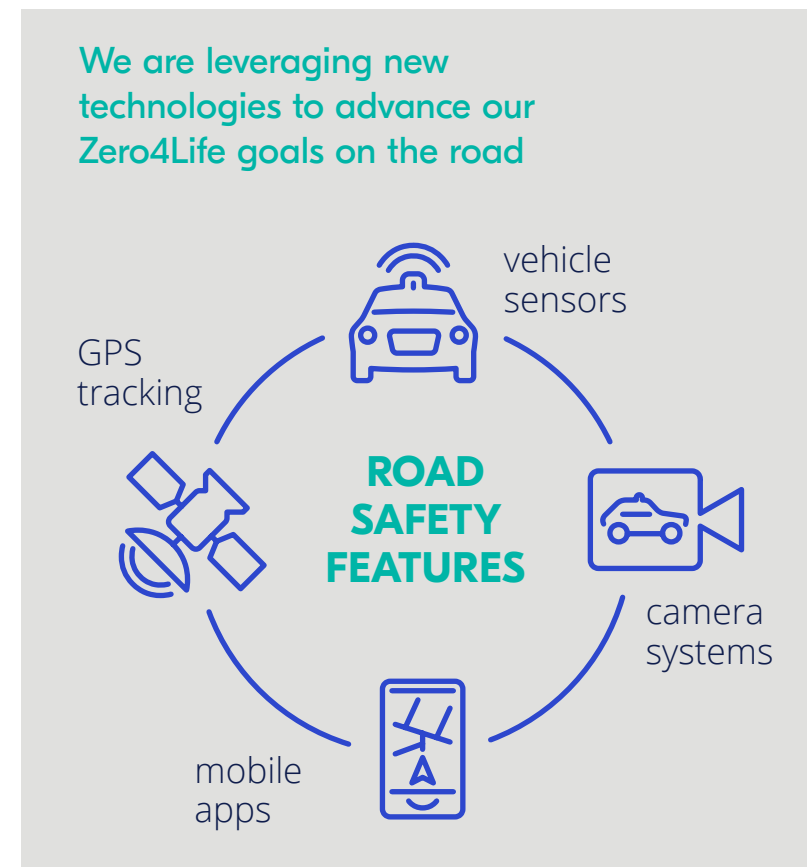 We are leveraging new
technologies to advance our
Zero4Life goals on the road
vehicle
sensors
GPS
tracking
ROAD
SAFETY
FEATURES
camera
systems
mobile
apps